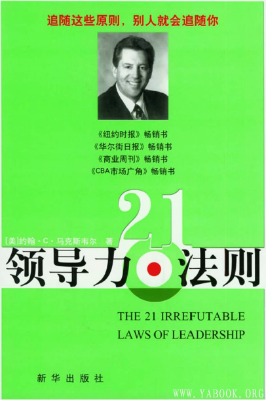 追随这些原则，别人就会追随你
《纽约时报》畅销书
《华尔街日报》畅销书
《商业周刊》畅销书
《CBA市场广角》畅销书
21
[美]约翰·C·马克斯韦尔 著
领导力法则
THE 21 IRREFUTABLE
LAWS OF LEADERSHIP
新华出版社
WWW.YABOOK.ORG